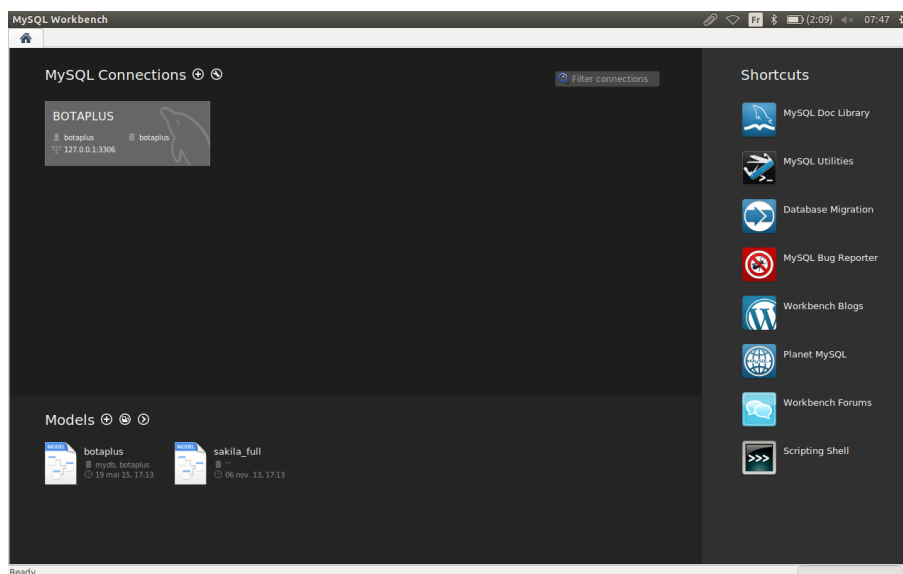 MySQL Workbench
Fr
(2:09)
07:47
MySQL Connections
Filter connections
BOTAPLUS
botaplus
botaplus
127.0.0.1:3306
Shortcuts
MySQL Doc Library
MySQL Utilities
Database Migration
MySQL Bug Reporter
Workbench Blogs
Planet MySQL
Workbench Forums
>>>
Scripting Shell
Models
MODEL
botaplus
mydb, botaplus
19 mai 15, 17:13
MODEL
sakila_full
--
06 nov. 13, 17:13
Ready